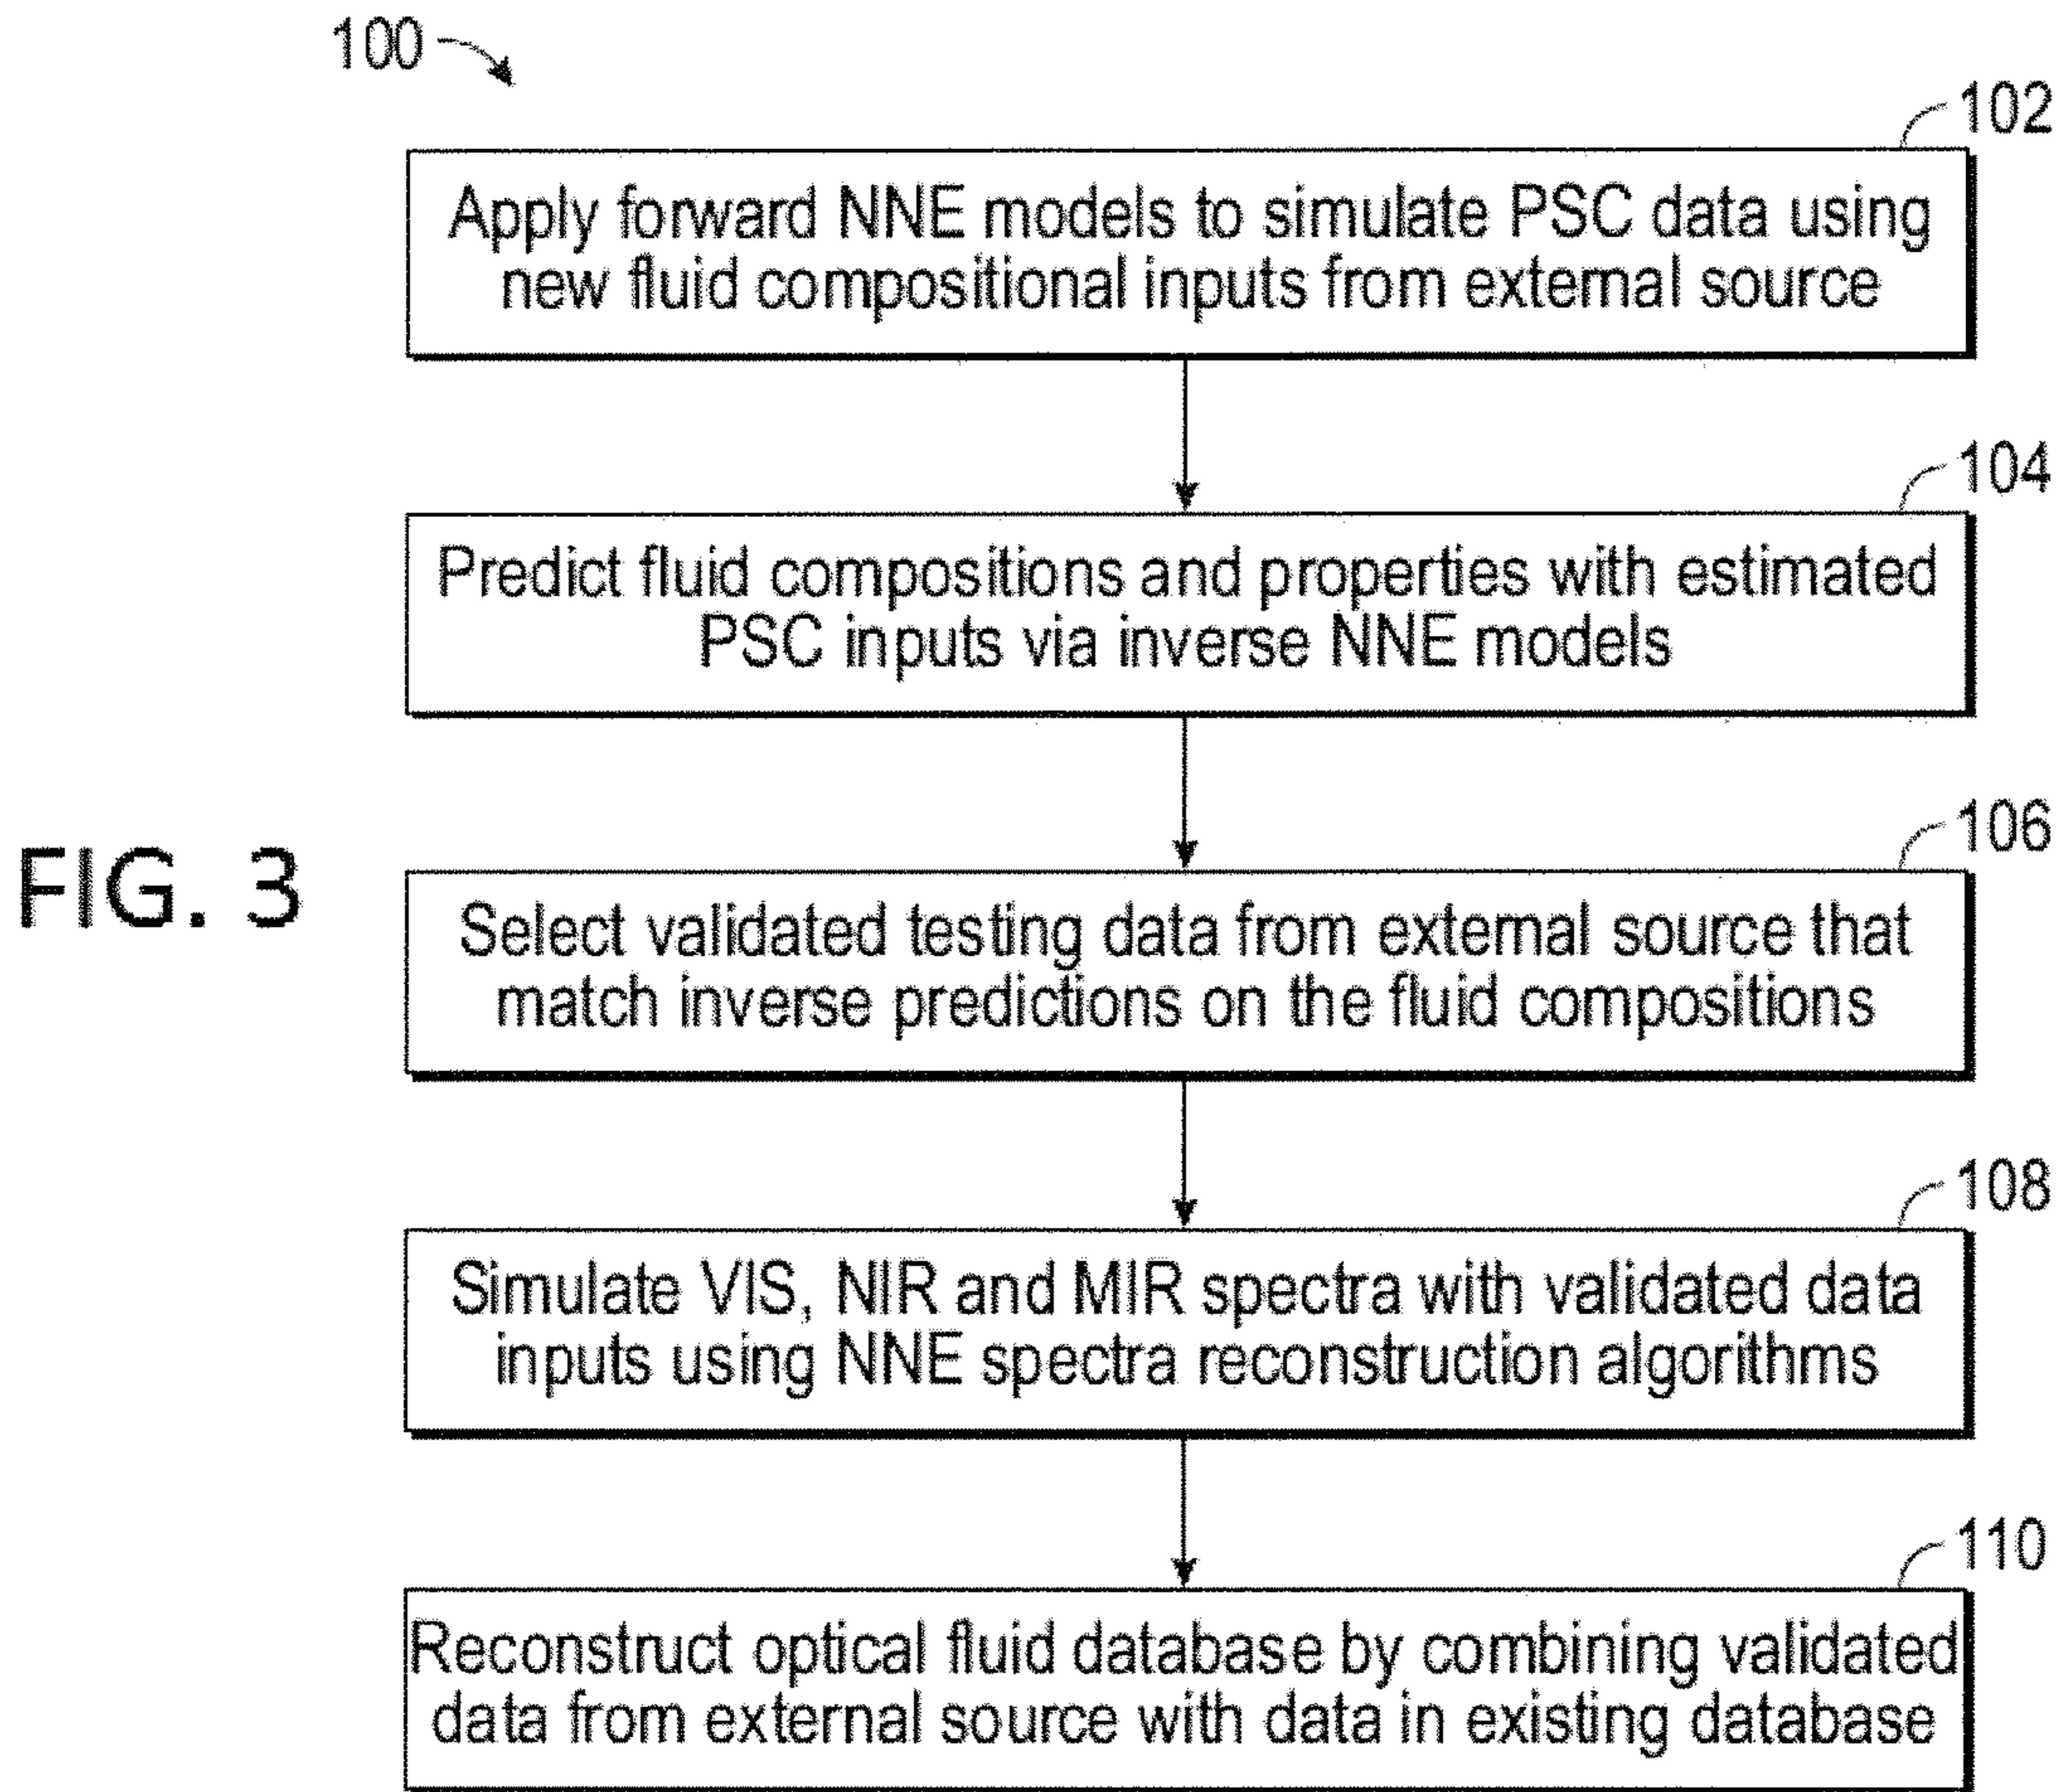 100
102
Apply forward NNE models to simulate PSC data using
new fluid compositional inputs from external source
104
Predict fluid compositions and properties with estimated
PSC inputs via inverse NNE models
106
FIG. 3
Select validated testing data from external source that
match inverse predictions on the fluid compositions
108
Simulate VIS, NIR and MIR spectra with validated data
inputs using NNE spectra reconstruction algorithms
110
Reconstruct optical fluid database by combining validated
data from external source with data in existing database